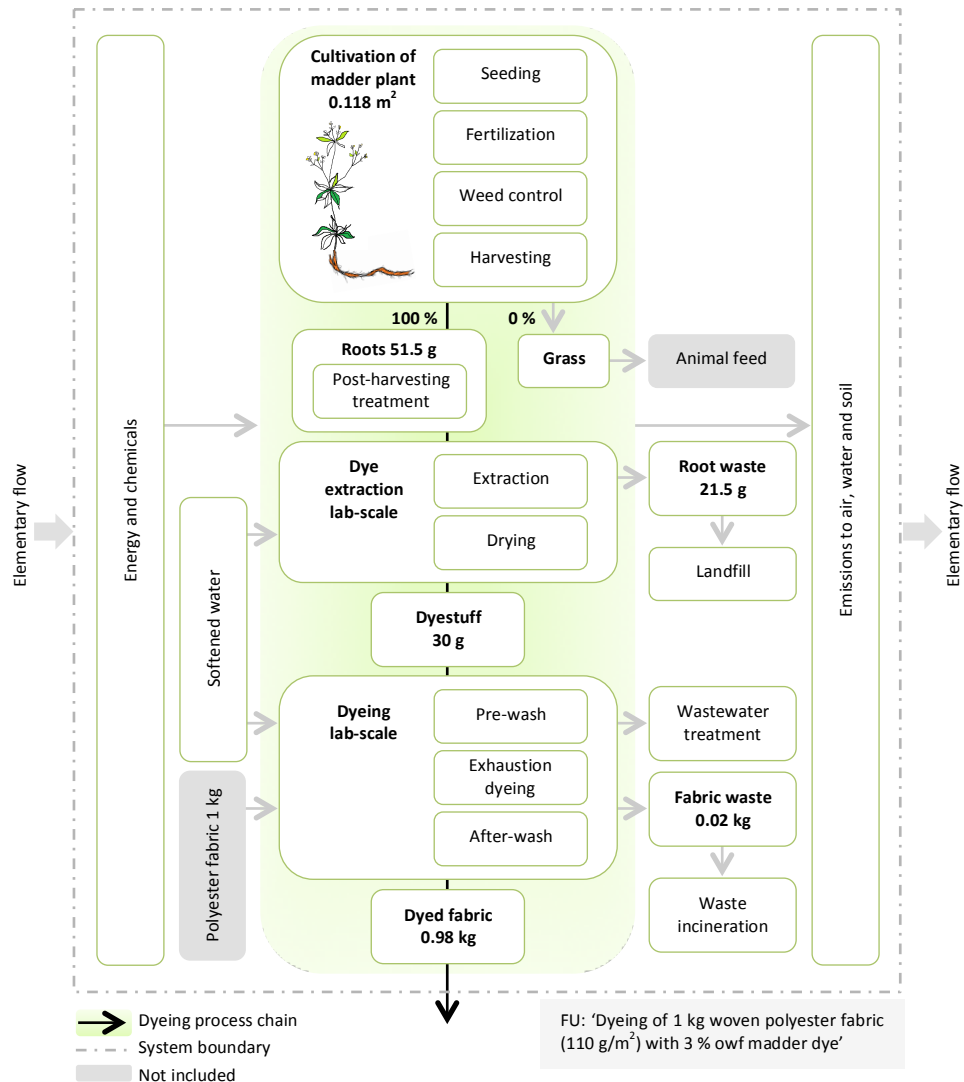 Cultivation of
madder plant
0.118 m²
Seeding
Fertilization
Weed control
Harvesting
100 %
0 %
Roots 51.5 g
Post-harvesting
treatment
Grass
Animal feed
Elementary flow
Energy and chemicals
Softened water
Polyester fabric 1 kg
Dye
extraction
lab-scale
Extraction
Drying
Root waste
21.5 g
Landfill
Dyestuff
30 g
Dyeing
lab-scale
Pre-wash
Exhaustion
dyeing
After-wash
Wastewater
treatment
Fabric waste
0.02 kg
Waste
incineration
Dyed fabric
0.98 kg
Emissions to air, water and soil
Elementary flow
Dyeing process chain
System boundary
Not included
FU: ‘Dyeing of 1 kg woven polyester fabric
(110 g/m²) with 3 % owf madder dye’